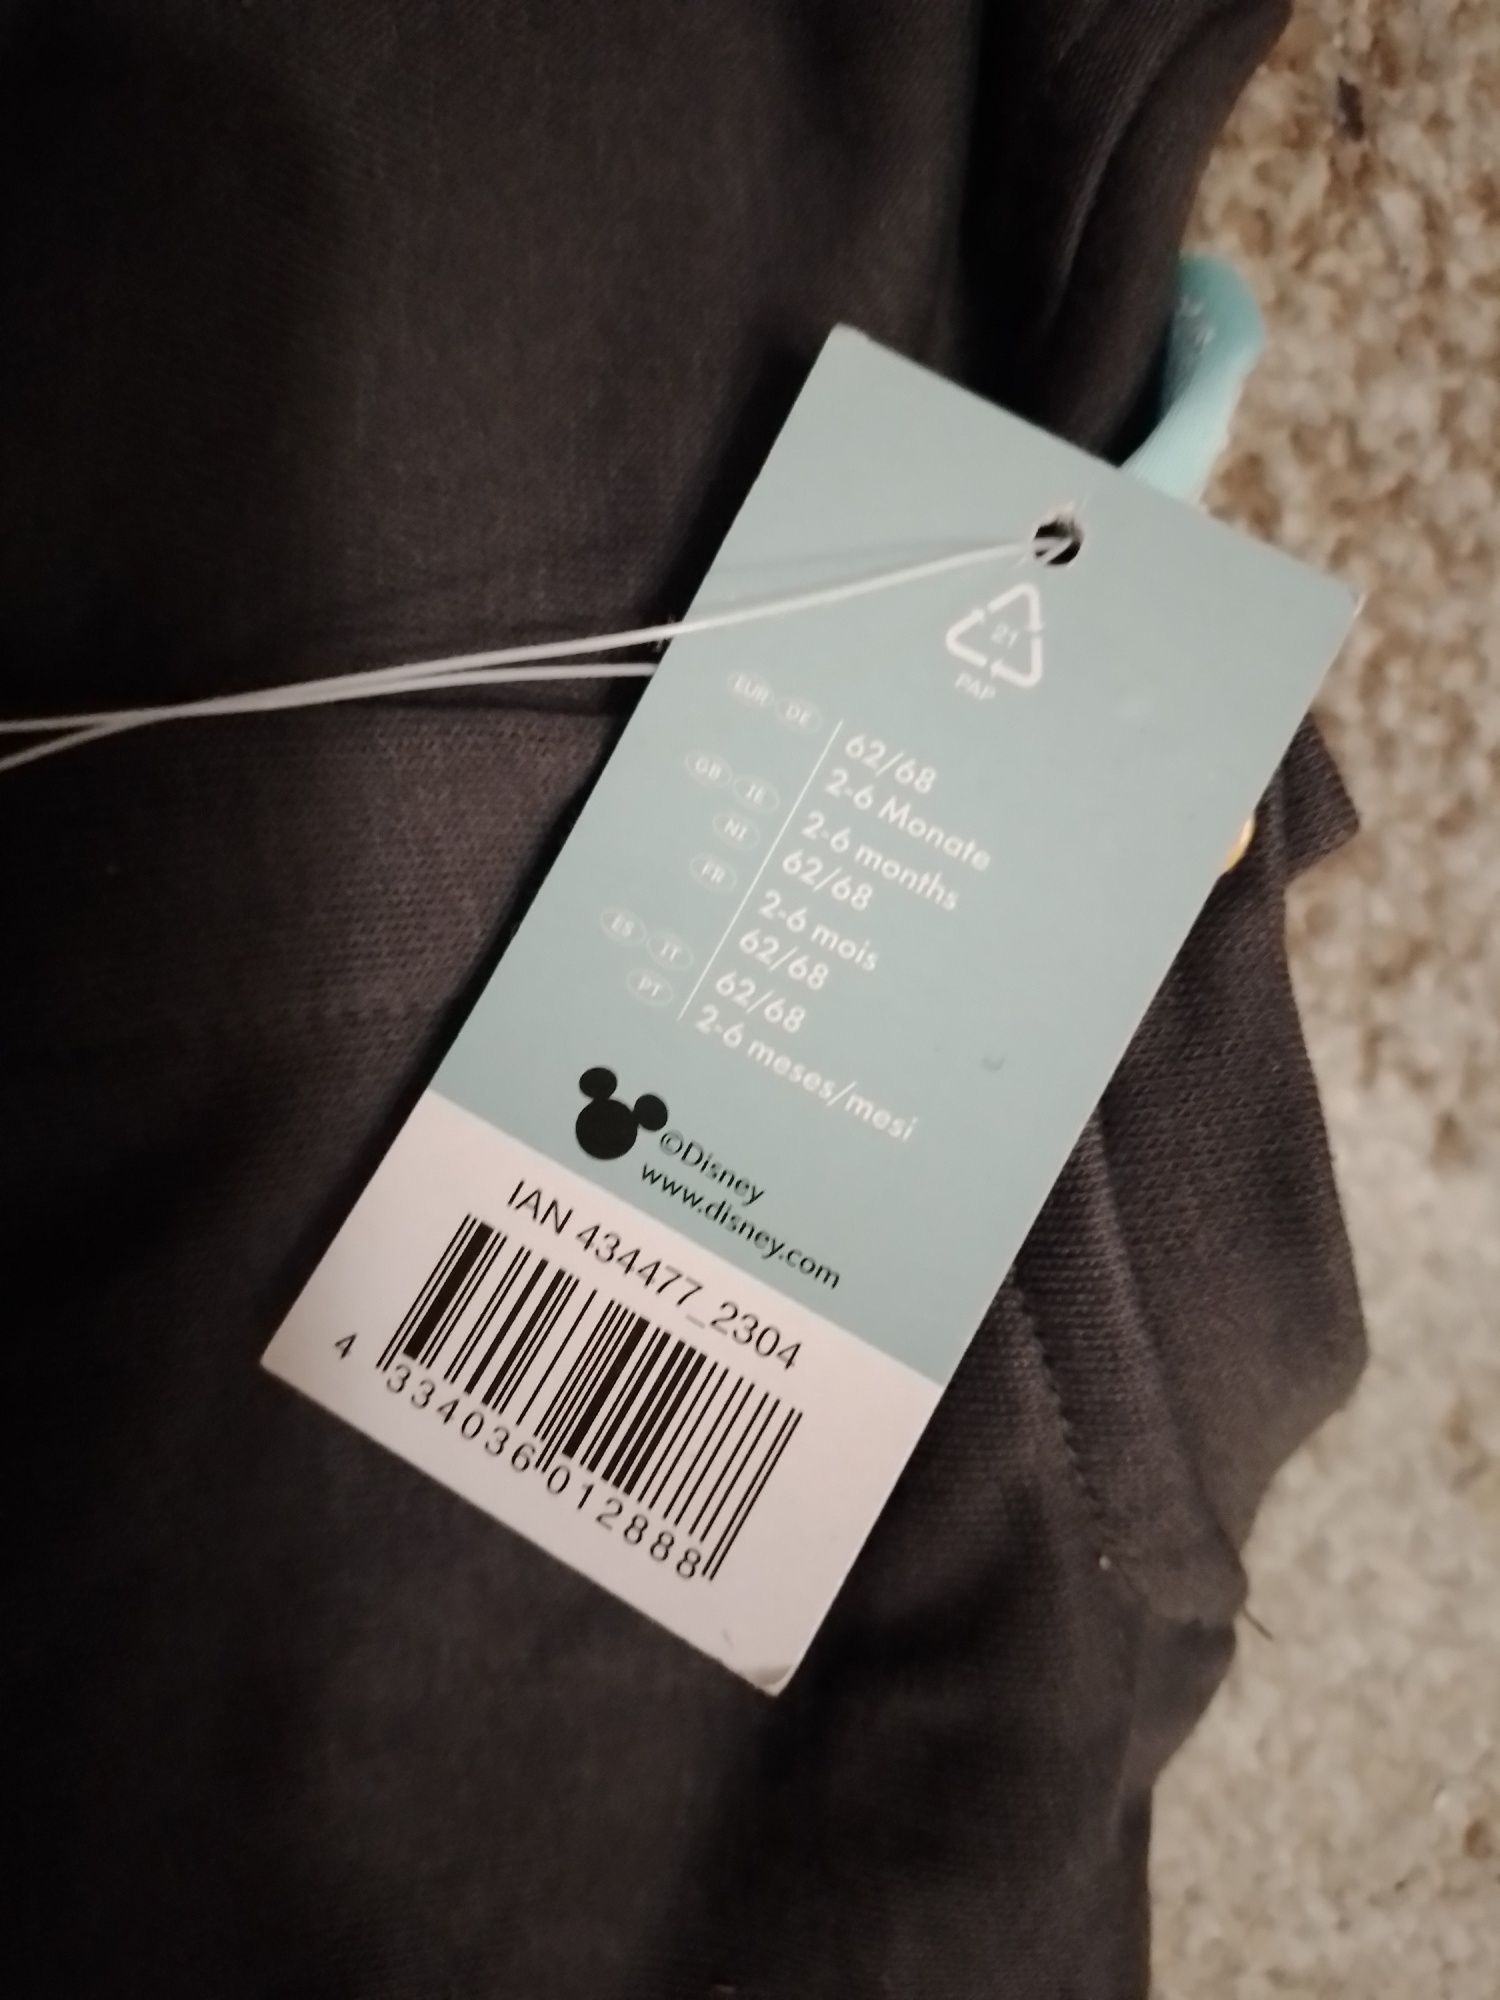 21
PAP
EUR DE 62/68
2-6 Monate
GB IE 2-6 months
NI 62/68
FR 2-6 mois
62/68
ES IT 62/68
PT 2-6 meses/mesi
©Disney
www.disney.com
IAN 434477_2304
4 334036 012888